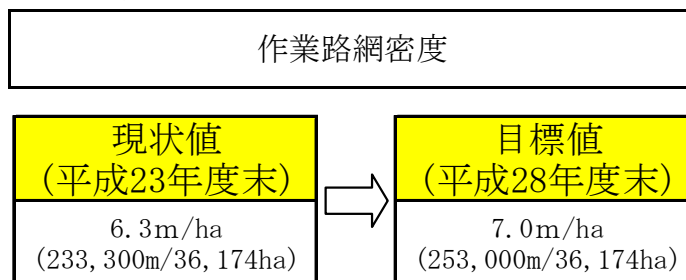 作業路網密度
現状値
(平成23年度末)
6.3m/ha
(233,300m/36,174ha)
目標値
(平成28年度末)
7.0m/ha
(253,000m/36,174ha)